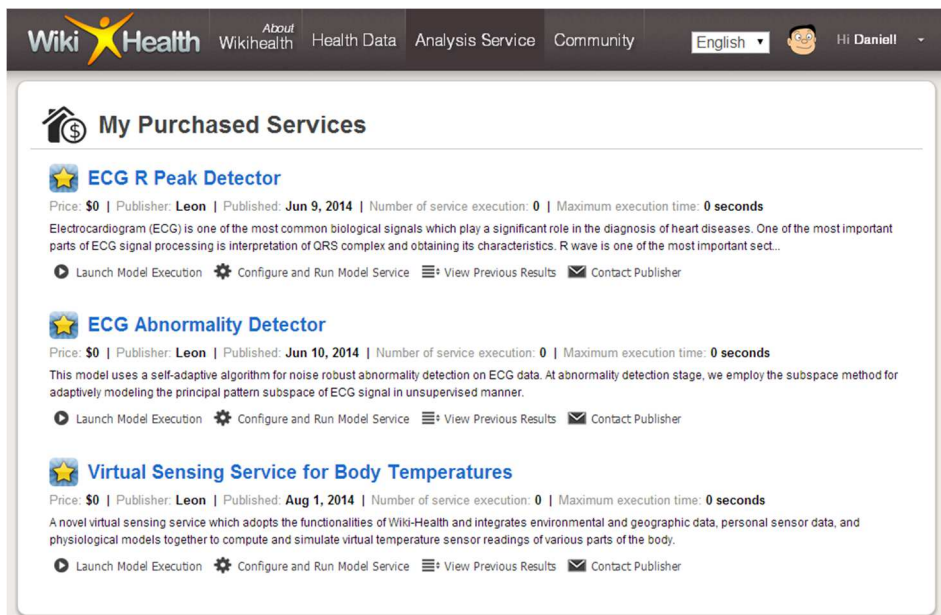 Wiki Health About Wikihealth Health Data Analysis Service Community English Hi Daniell
My Purchased Services
ECG R Peak Detector
Price: $0 | Publisher: Leon | Published: Jun 9, 2014 | Number of service execution: 0 | Maximum execution time: 0 seconds
Electrocardiogram (ECG) is one of the most common biological signals which play a significant role in the diagnosis of heart diseases. One of the most important
parts of ECG signal processing is interpretation of QRS complex and obtaining its characteristics. R wave is one of the most important sect...
Launch Model Execution Configure and Run Model Service View Previous Results Contact Publisher
ECG Abnormality Detector
Price: $0 | Publisher: Leon | Published: Jun 10, 2014 | Number of service execution: 0 | Maximum execution time: 0 seconds
This model uses a self-adaptive algorithm for noise robust abnormality detection on ECG data. At abnormality detection stage, we employ the subspace method for
adaptively modeling the principal pattern subspace of ECG signal in unsupervised manner.
Launch Model Execution Configure and Run Model Service View Previous Results Contact Publisher
Virtual Sensing Service for Body Temperatures
Price: $0 | Publisher: Leon | Published: Aug 1, 2014 | Number of service execution: 0 | Maximum execution time: 0 seconds
A novel virtual sensing service which adopts the functionalities of Wiki-Health and integrates environmental and geographic data, personal sensor data, and
physiological models together to compute and simulate virtual temperature sensor readings of various parts of the body.
Launch Model Execution Configure and Run Model Service View Previous Results Contact Publisher